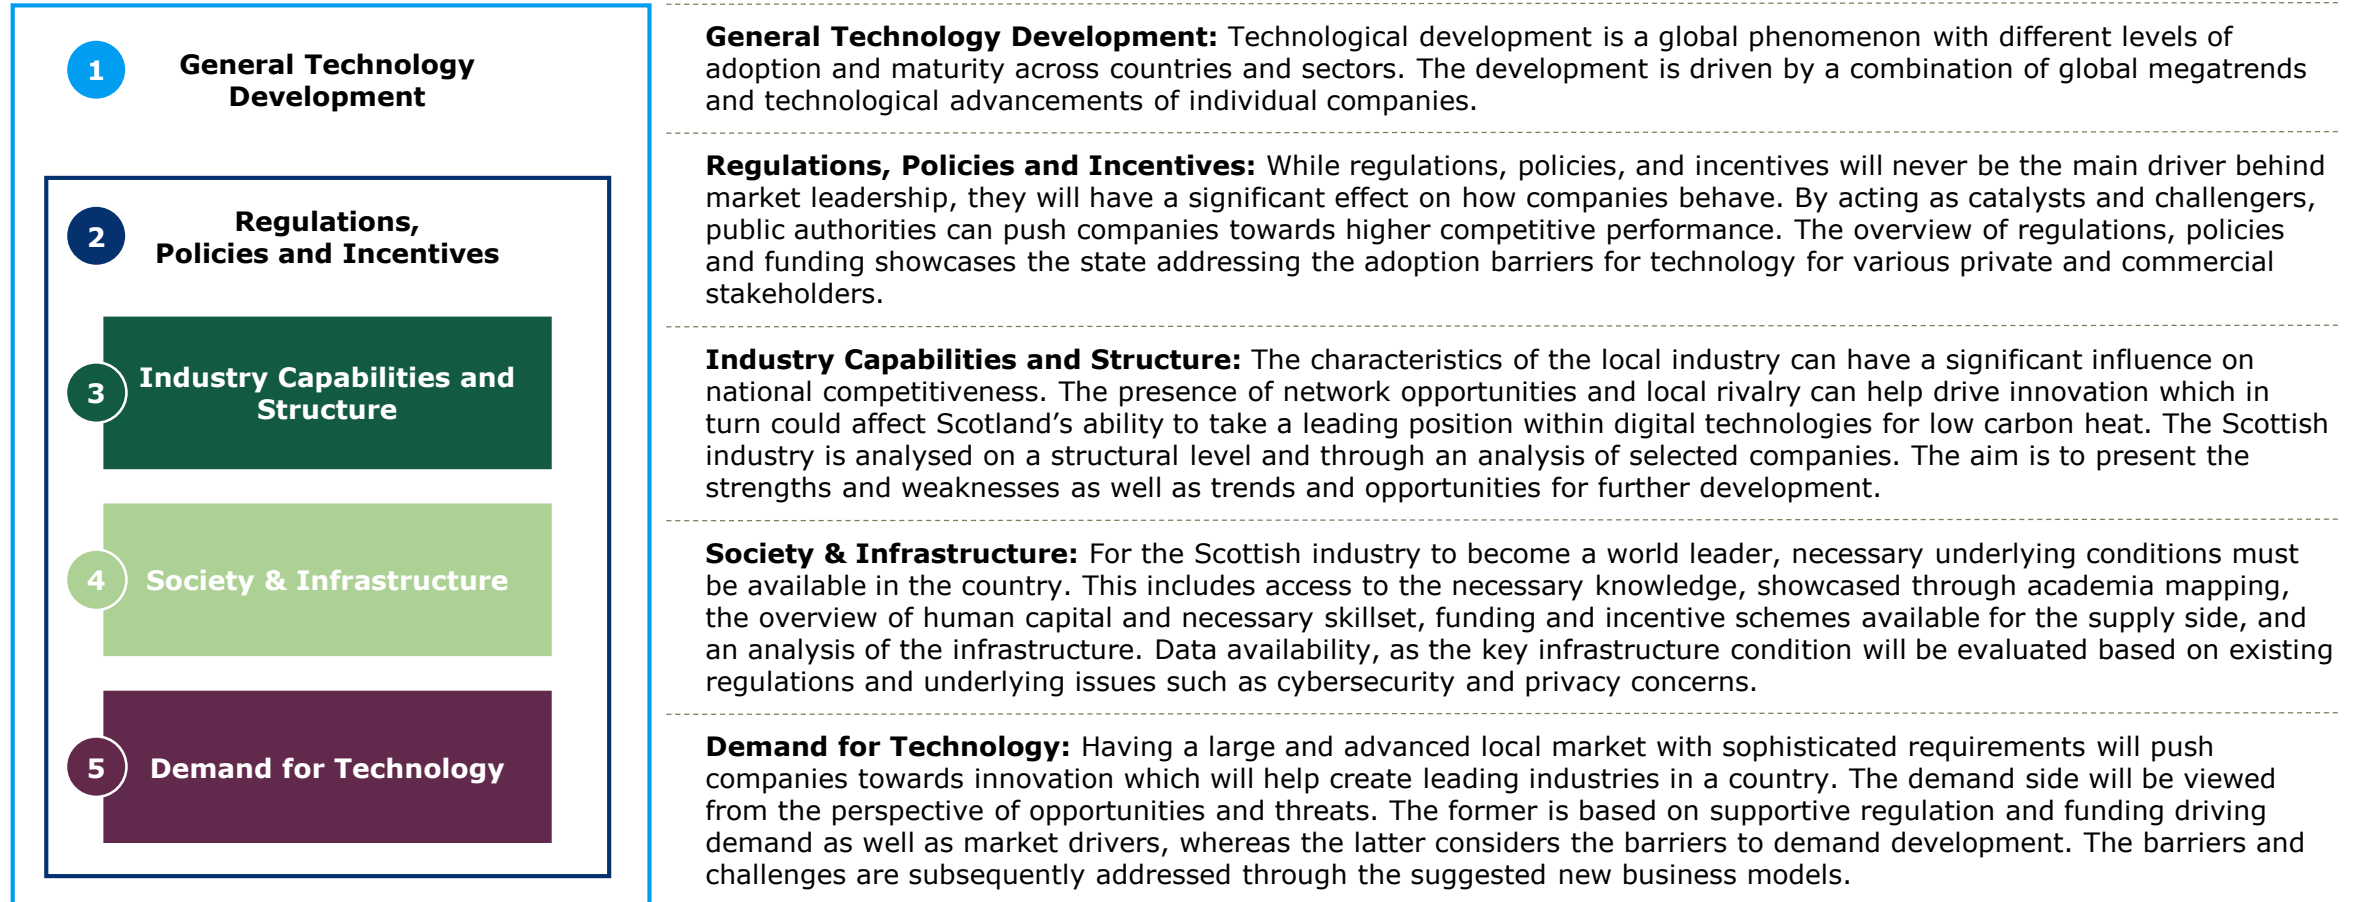 1
General Technology
Development
2
Regulations,
Policies and Incentives
3
Industry Capabilities and
Structure
4
Society & Infrastructure
5
Demand for Technology
General Technology Development: Technological development is a global phenomenon with different levels of
adoption and maturity across countries and sectors. The development is driven by a combination of global megatrends
and technological advancements of individual companies.
Regulations, Policies and Incentives: While regulations, policies, and incentives will never be the main driver behind
market leadership, they will have a significant effect on how companies behave. By acting as catalysts and challengers,
public authorities can push companies towards higher competitive performance. The overview of regulations, policies
and funding showcases the state addressing the adoption barriers for technology for various private and commercial
stakeholders.
Industry Capabilities and Structure: The characteristics of the local industry can have a significant influence on
national competitiveness. The presence of network opportunities and local rivalry can help drive innovation which in
turn could affect Scotland’s ability to take a leading position within digital technologies for low carbon heat. The Scottish
industry is analysed on a structural level and through an analysis of selected companies. The aim is to present the
strengths and weaknesses as well as trends and opportunities for further development.
Society & Infrastructure: For the Scottish industry to become a world leader, necessary underlying conditions must
be available in the country. This includes access to the necessary knowledge, showcased through academia mapping,
the overview of human capital and necessary skillset, funding and incentive schemes available for the supply side, and
an analysis of the infrastructure. Data availability, as the key infrastructure condition will be evaluated based on existing
regulations and underlying issues such as cybersecurity and privacy concerns.
Demand for Technology: Having a large and advanced local market with sophisticated requirements will push
companies towards innovation which will help create leading industries in a country. The demand side will be viewed
from the perspective of opportunities and threats. The former is based on supportive regulation and funding driving
demand as well as market drivers, whereas the latter considers the barriers to demand development. The barriers and
challenges are subsequently addressed through the suggested new business models.